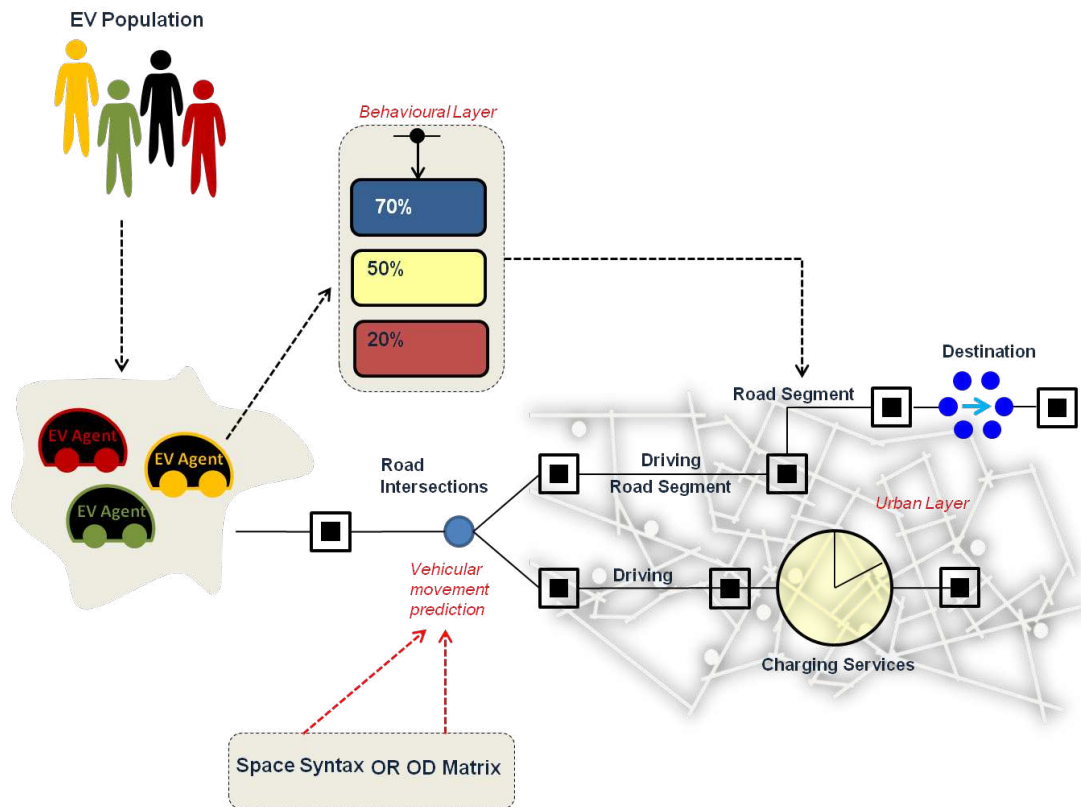 EV Population
Behavioural Layer
70%
50%
20%
EV Agent
EV Agent
EV Agent
Road
Intersections
Vehicular
movement
prediction
Driving
Road Segment
Road Segment
Destination
Urban Layer
Driving
Charging Services
Space Syntax OR OD Matrix